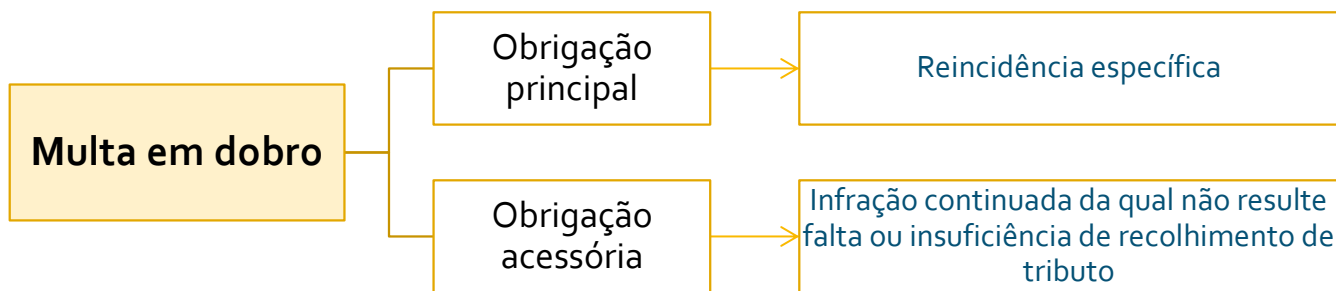 Multa em dobro
Obrigação
principal
Reincidência específica
Obrigação
acessória
Infração continuada da qual não resulte
falta ou insuficiência de recolhimento de
tributo